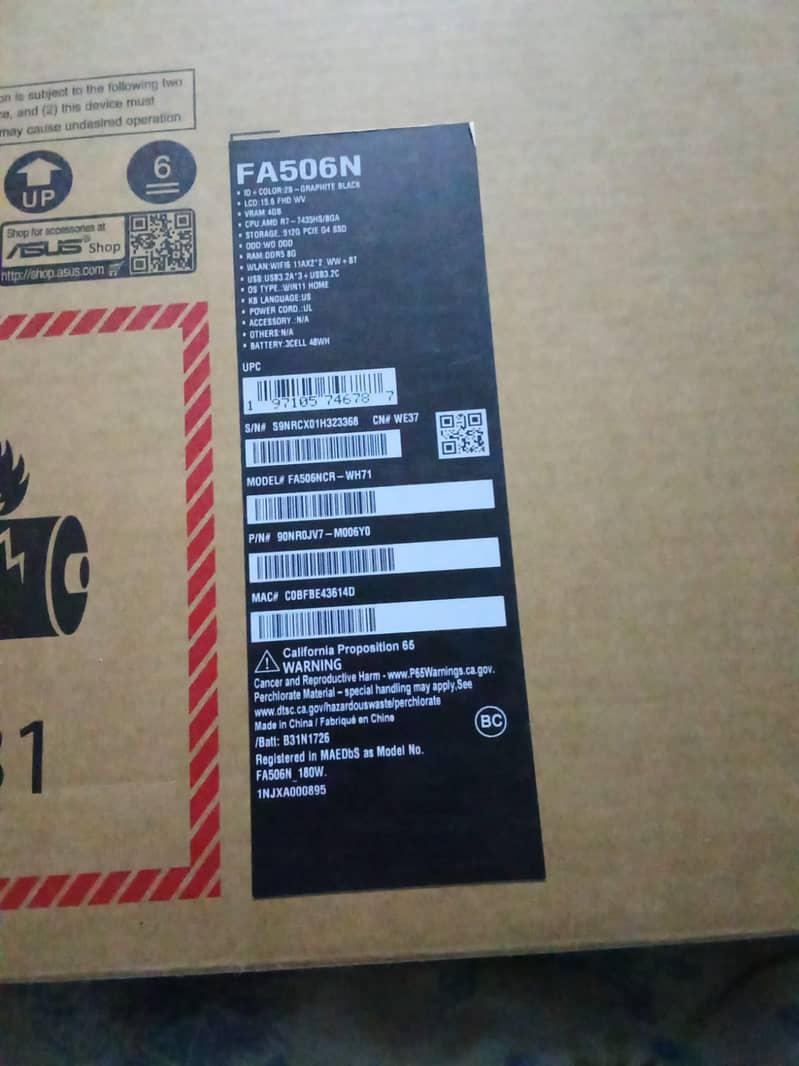 on is subject to the following two
ce, and (2) this device must
may cause undesired operation
UP
6
Shop for accessories at
ASUS® Shop
http://shop.asus.com
31
FA506N
• ID + COLOR:2B-GRAPHITE BLACK
• LCD:15.6 FHD WV
• VRAM:4GB
• CPU:AMD R7-7435HS/BGA
• STORAGE.:512G PCIE G4 SSD
• ODD:WO ODD
• RAM:DDR5 8G
• WLAN:WIFI6 11AX2*2_WW+BT
• USB:USB3.2A*3+USB3.2C
• OS TYPE.:WIN11 HOME
• KB LANGUAGE:US
• POWER CORD.:UL
• ACCESSORY.:N/A
• OTHERS:N/A
• BATTERY:3CELL 48WH
UPC
1 97105 74678 7
S/N# S9NRCX01H323368 CN# WE37
MODEL# FA506NCR-WH71
P/N# 90NR0JV7-M006Y0
MAC# C0BFBE43614D
California Proposition 65
WARNING
Cancer and Reproductive Harm - www.P65Warnings.ca.gov.
Perchlorate Material - special handling may apply,See
www.dtsc.ca.gov/hazardouswaste/perchlorate
Made in China / Fabriqué en Chine
BC
/Batt: B31N1726
Registered in MAEDbS as Model No.
FA506N_180W.
1NJXA000895